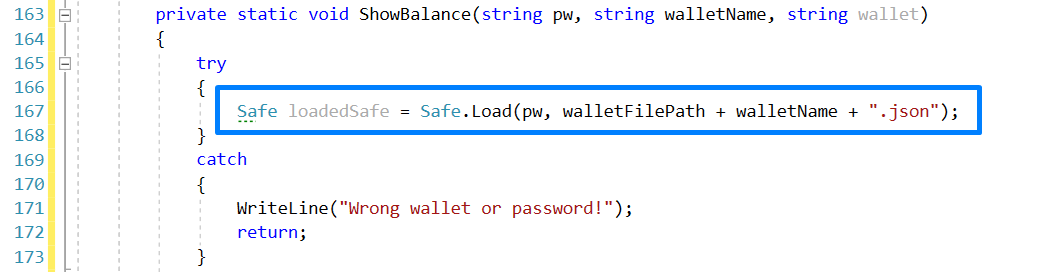 163 private static void ShowBalance(string pw, string walletName, string wallet)
164 {
165 try
166 {
167 Safe loadedSafe = Safe.Load(pw, walletFilePath + walletName + ".json");
168 }
169 catch
170 {
171 WriteLine("Wrong wallet or password!");
172 return;
173 }